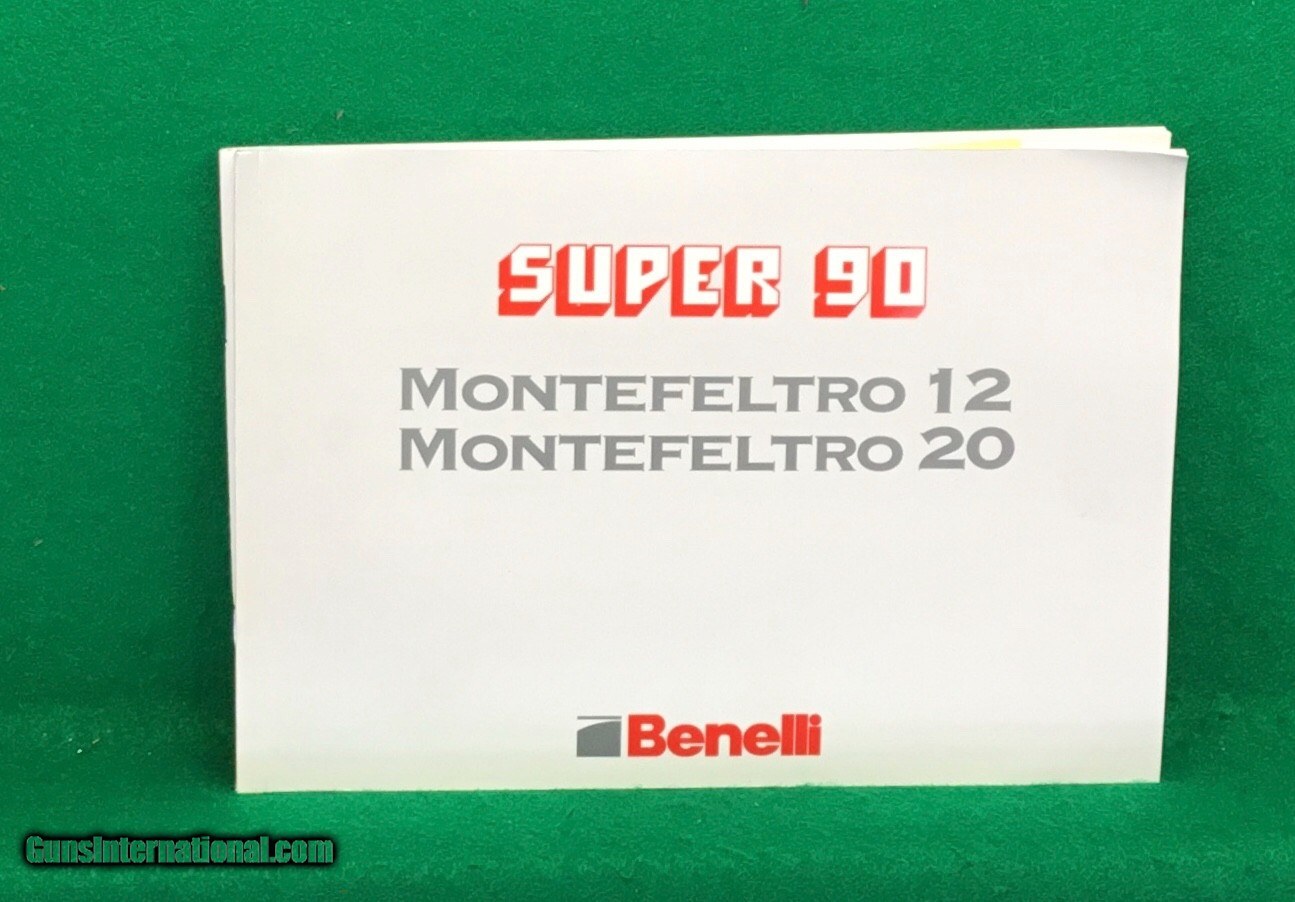 SUPER 90
MONTEFELTRO 12
MONTEFELTRO 20
Benelli
GunsInternational.com